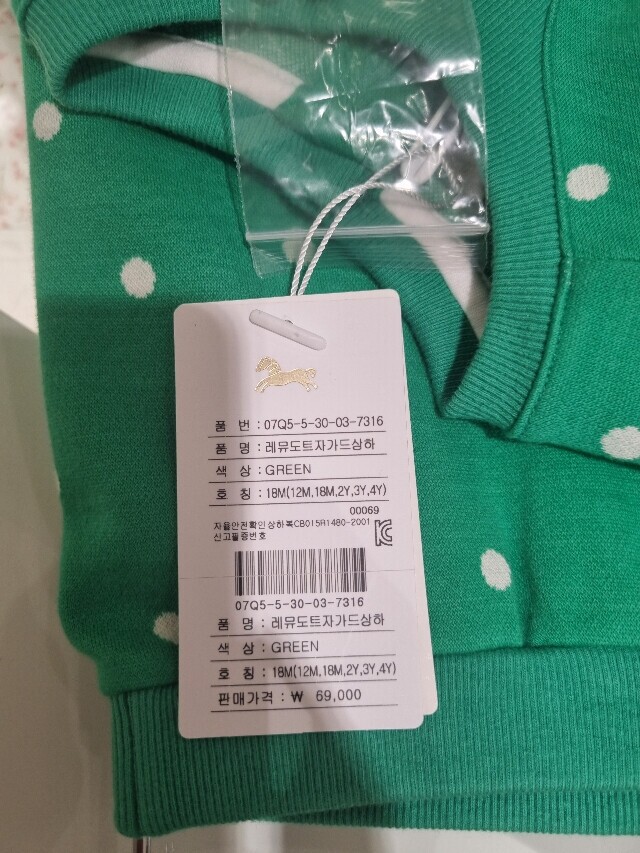 품 번 : 07Q5-5-30-03-7316
품 명 : 레뮤도트자가드상하
색 상 : GREEN
호 칭 : 18M(12M,18M,2Y,3Y,4Y)
00069
자율안전확인상하복CB015R1480-2001
신고필증번호
07Q5-5-30-03-7316
품 명 : 레뮤도트자가드상하
색 상 : GREEN
호 칭 : 18M(12M,18M,2Y,3Y,4Y)
판매가격 : ₩ 69,000